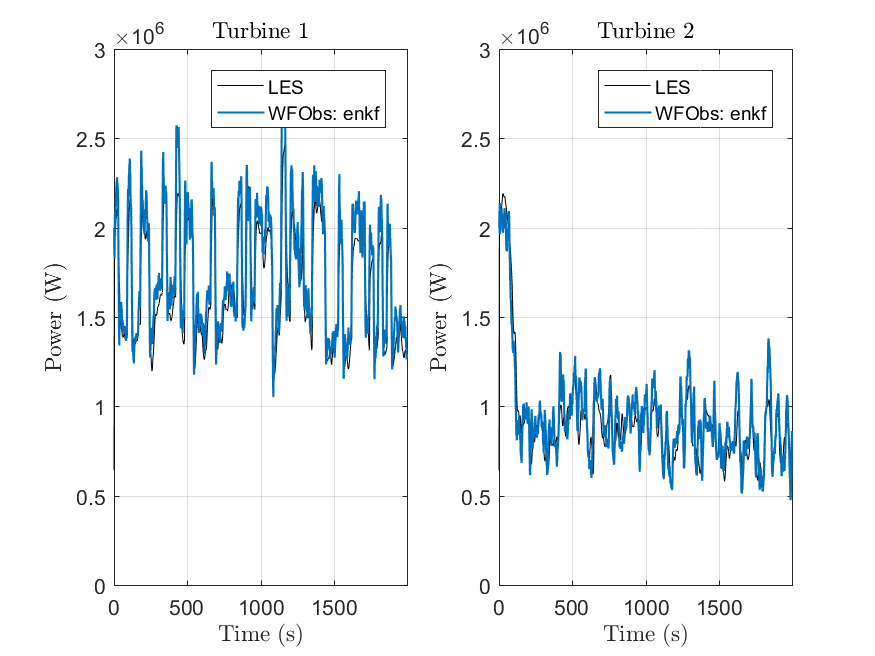 Turbine 1
×10^6
3
2.5
2
1.5
1
0.5
0
Power (W)
LES
WFObs: enkf
0 500 1000 1500
Time (s)
Turbine 2
×10^6
3
2.5
2
1.5
1
0.5
0
Power (W)
LES
WFObs: enkf
0 500 1000 1500
Time (s)